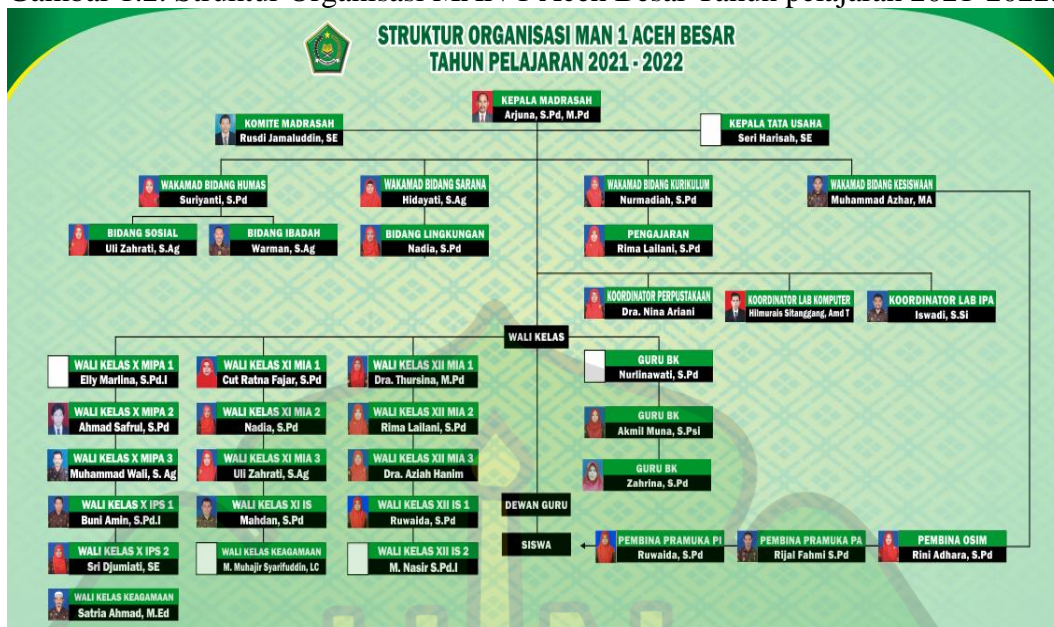 Gambar 1.2. Struktur Organisasi MAN 1 Aceh Besar Tahun pelajaran 2021-2022.
STRUKTUR ORGANISASI MAN 1 ACEH BESAR
TAHUN PELAJARAN 2021 - 2022
KEPALA MADRASAH
Arjuna, S.Pd, M.Pd
KOMITE MADRASAH
Rusdi Jamaluddin, SE
KEPALA TATA USAHA
Seri Harisah, SE
WAKAMAD BIDANG HUMAS
Suriyanti, S.Pd
WAKAMAD BIDANG SARANA
Hidayati, S.Ag
WAKAMAD BIDANG KURIKULUM
Nurmadiah, S.Pd
WAKAMAD BIDANG KESISWAAN
Muhammad Azhar, MA
BIDANG SOSIAL
Uli Zahrati, S.Ag
BIDANG IBADAH
Warman, S.Ag
BIDANG LINGKUNGAN
Nadia, S.Pd
PENGAJARAN
Rima Lailani, S.Pd
KOORDINATOR PERPUSTAKAAN
Dra. Nina Ariani
KOORDINATOR LAB KOMPUTER
Hilmurais Sitanggang, Amd T
KOORDINATOR LAB IPA
Iswadi, S.Si
WALI KELAS
WALI KELAS X MIPA 1
Elly Marlina, S.Pd.I
WALI KELAS XI MIA 1
Cut Ratna Fajar, S.Pd
WALI KELAS XII MIA 1
Dra. Thursina, M.Pd
GURU BK
Nurlinawati, S.Pd
WALI KELAS X MIPA 2
Ahmad Safrul, S.Pd
WALI KELAS XI MIA 2
Nadia, S.Pd
WALI KELAS XII MIA 2
Rima Lailani, S.Pd
GURU BK
Akmil Muna, S.Psi
WALI KELAS X MIPA 3
Muhammad Wali, S. Ag
WALI KELAS XI MIA 3
Uli Zahrati, S.Ag
WALI KELAS XII MIA 3
Dra. Aziah Hanim
GURU BK
Zahrina, S.Pd
WALI KELAS X IPS 1
Buni Amin, S.Pd.I
WALI KELAS XI IS
Mahdan, S.Pd
WALI KELAS XII IS 1
Ruwaida, S.Pd
DEWAN GURU
WALI KELAS X IPS 2
Sri Djumiati, SE
WALI KELAS KEAGAMAAN
M. Muhajir Syarifuddin, LC
WALI KELAS XII IS 2
M. Nasir S.Pd.I
SISWA
PEMBINA PRAMUKA PI
Ruwaida, S.Pd
PEMBINA PRAMUKA PA
Rijal Fahmi S.Pd
PEMBINA OSIM
Rini Adhara, S.Pd
WALI KELAS KEAGAMAAN
Satria Ahmad, M.Ed